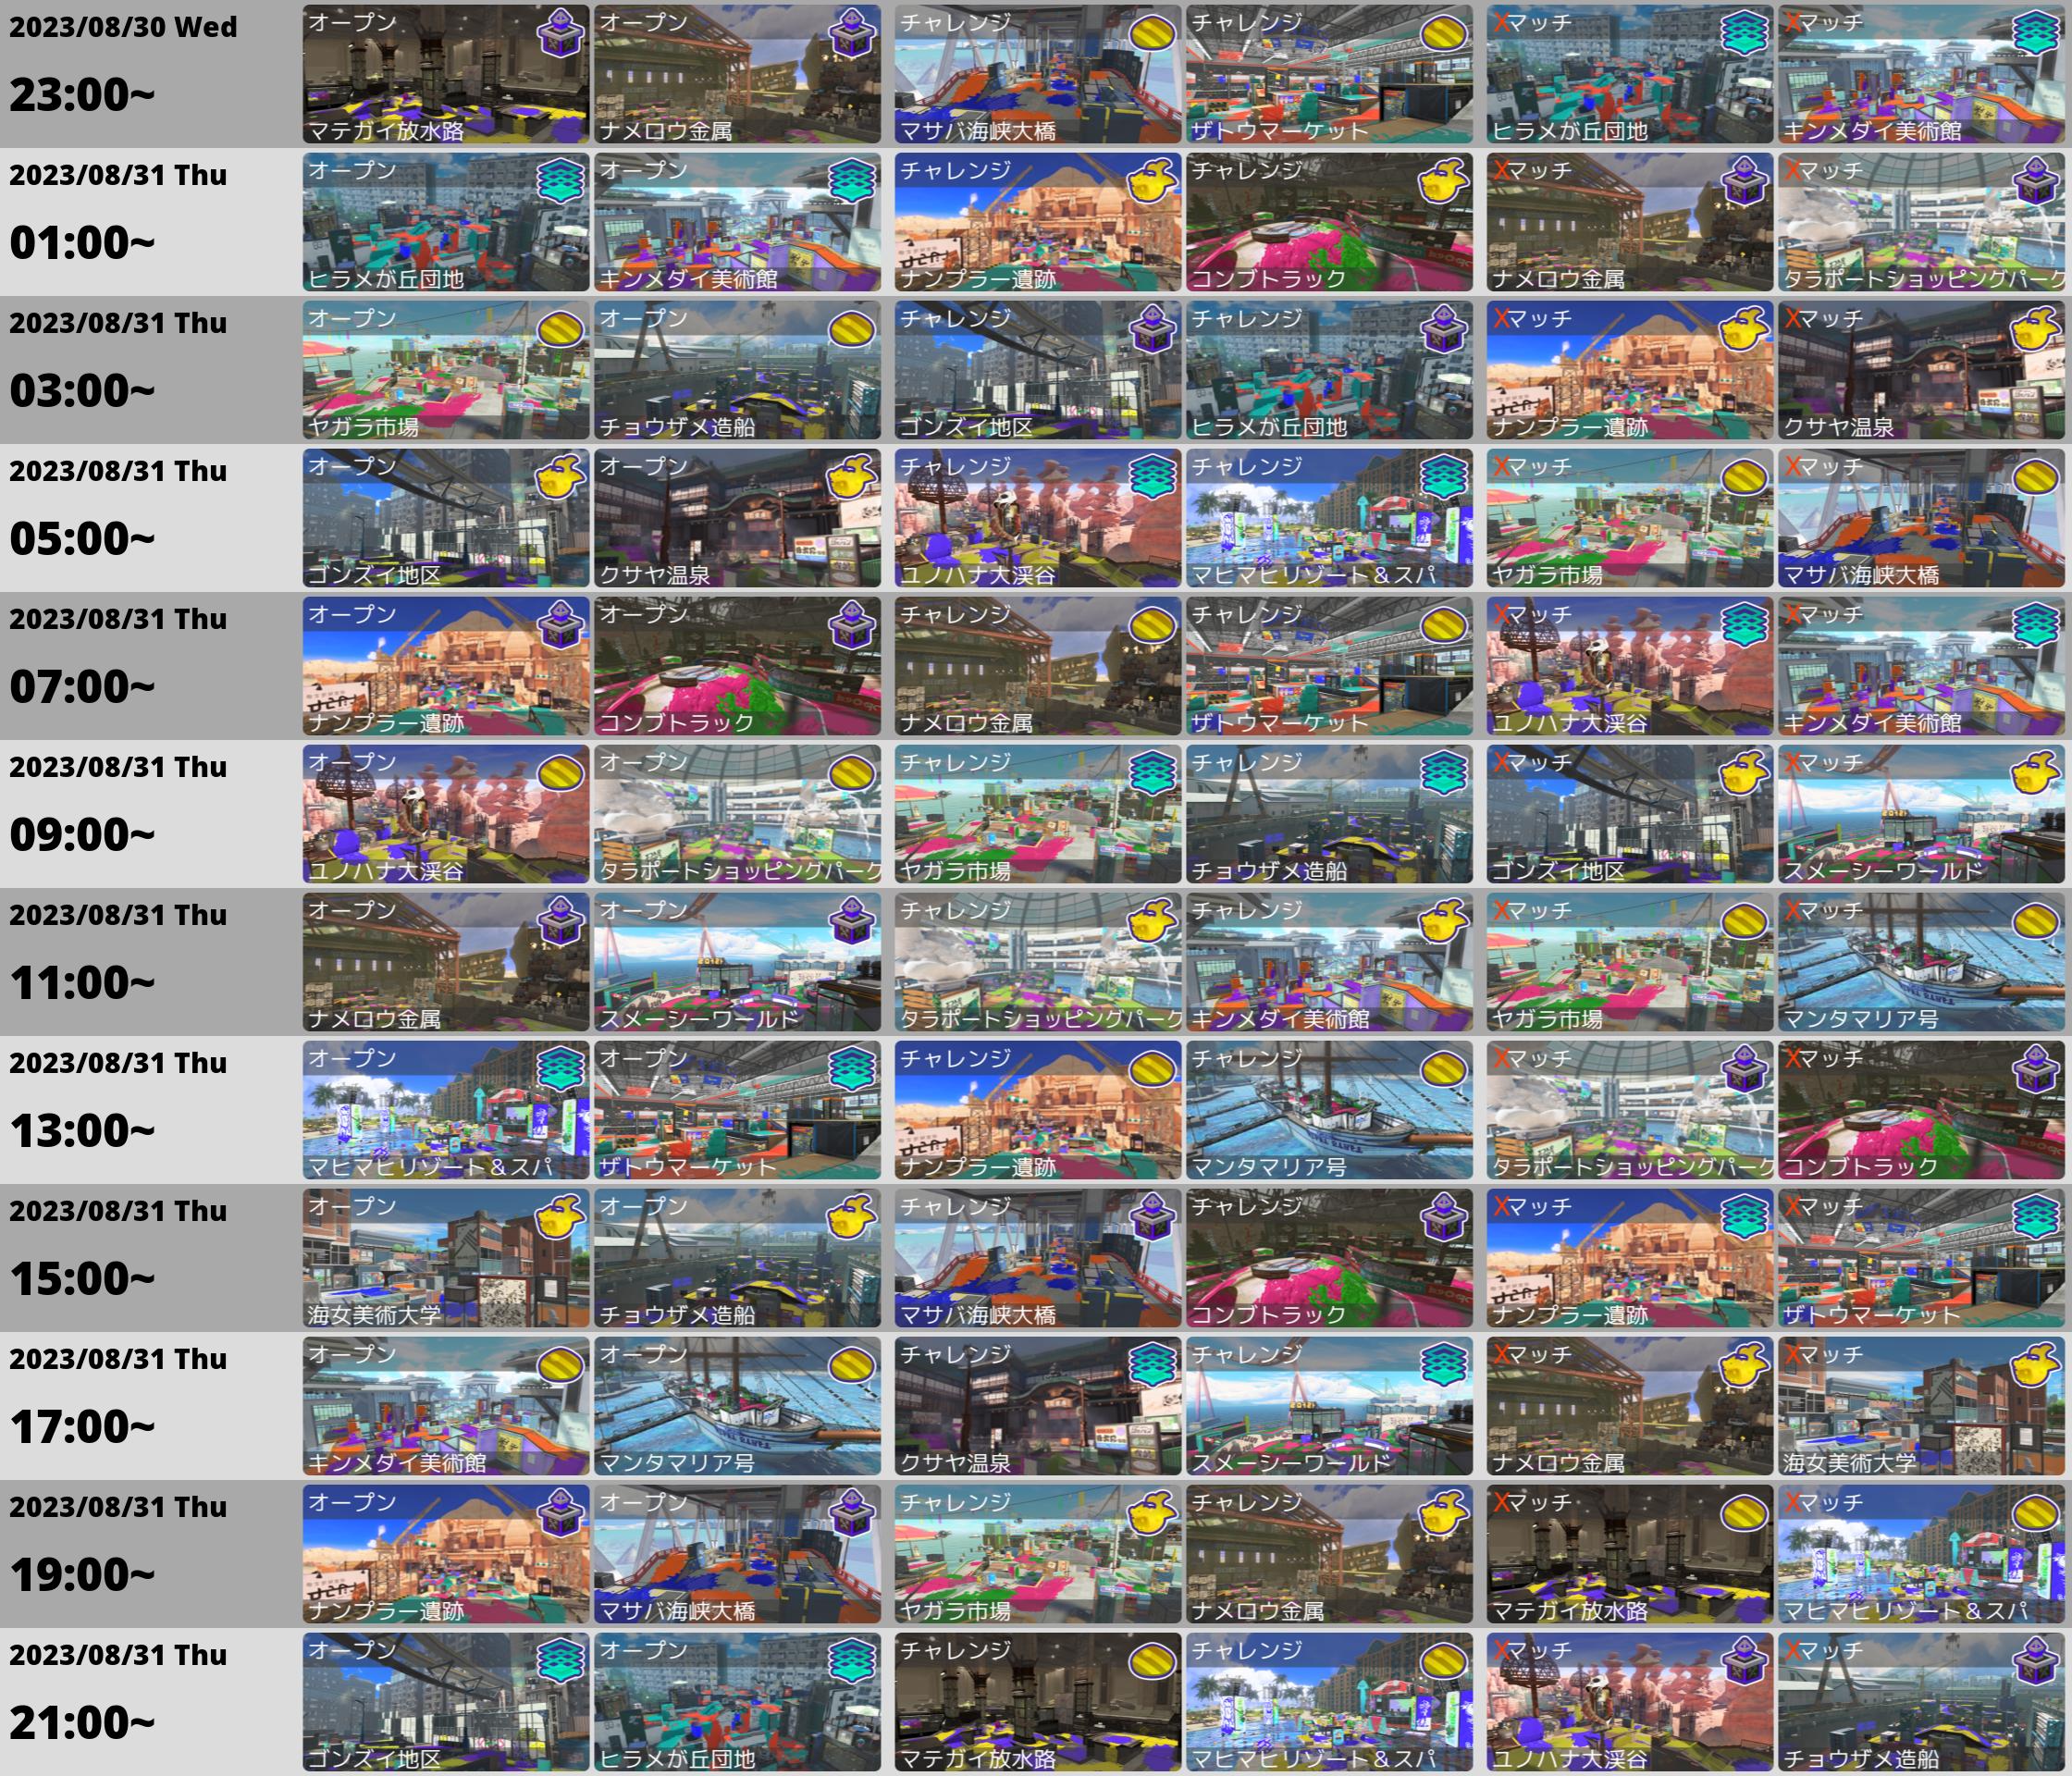 2023/08/30 Wed
23:00~
オープン オープン チャレンジ チャレンジ Xマッチ Xマッチ
マテガイ放水路 ナメロウ金属 マサバ海峡大橋 ザトウマーケット ヒラメが丘団地 キンメダイ美術館
2023/08/31 Thu
01:00~
オープン オープン チャレンジ チャレンジ Xマッチ Xマッチ
ヒラメが丘団地 キンメダイ美術館 ナンプラー遺跡 コンブトラック ナメロウ金属 タラポートショッピングパーク
2023/08/31 Thu
03:00~
オープン オープン チャレンジ チャレンジ Xマッチ Xマッチ
ヤガラ市場 チョウザメ造船 ゴンズイ地区 ヒラメが丘団地 ナンプラー遺跡 クサヤ温泉
2023/08/31 Thu
05:00~
オープン オープン チャレンジ チャレンジ Xマッチ Xマッチ
ゴンズイ地区 クサヤ温泉 ユノハナ大渓谷 マヒマヒリゾート＆スパ ヤガラ市場 マサバ海峡大橋
2023/08/31 Thu
07:00~
オープン オープン チャレンジ チャレンジ Xマッチ Xマッチ
ナンプラー遺跡 コンブトラック ナメロウ金属 ザトウマーケット ユノハナ大渓谷 キンメダイ美術館
2023/08/31 Thu
09:00~
オープン オープン チャレンジ チャレンジ Xマッチ Xマッチ
ユノハナ大渓谷 タラポートショッピングパーク ヤガラ市場 チョウザメ造船 ゴンズイ地区 スメーシーワールド
2023/08/31 Thu
11:00~
オープン オープン チャレンジ チャレンジ Xマッチ Xマッチ
ナメロウ金属 スメーシーワールド タラポートショッピングパーク キンメダイ美術館 ヤガラ市場 マンタマリア号
2023/08/31 Thu
13:00~
オープン オープン チャレンジ チャレンジ Xマッチ Xマッチ
マヒマヒリゾート＆スパ ザトウマーケット ナンプラー遺跡 マンタマリア号 タラポートショッピングパーク コンブトラック
2023/08/31 Thu
15:00~
オープン オープン チャレンジ チャレンジ Xマッチ Xマッチ
海女美術大学 チョウザメ造船 マサバ海峡大橋 コンブトラック ナンプラー遺跡 ザトウマーケット
2023/08/31 Thu
17:00~
オープン オープン チャレンジ チャレンジ Xマッチ Xマッチ
キンメダイ美術館 マンタマリア号 クサヤ温泉 スメーシーワールド ナメロウ金属 海女美術大学
2023/08/31 Thu
19:00~
オープン オープン チャレンジ チャレンジ Xマッチ Xマッチ
ナンプラー遺跡 マサバ海峡大橋 ヤガラ市場 ナメロウ金属 マテガイ放水路 マヒマヒリゾート＆スパ
2023/08/31 Thu
21:00~
オープン オープン チャレンジ チャレンジ Xマッチ Xマッチ
ゴンズイ地区 ヒラメが丘団地 マテガイ放水路 マヒマヒリゾート＆スパ ユノハナ大渓谷 チョウザメ造船